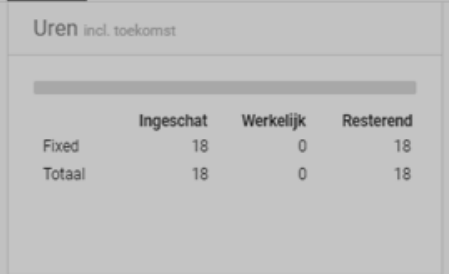 Uren incl. toekomst
Ingeschat Werkelijk Resterend
Fixed 18 0 18
Totaal 18 0 18